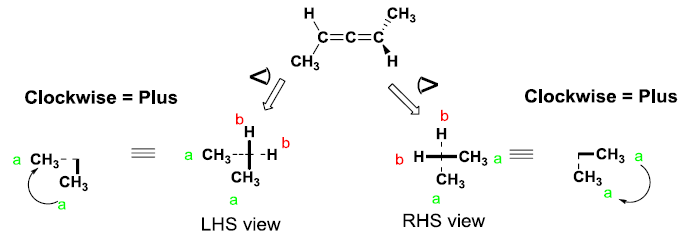 H
CH₃
C=C=C
CH₃
H
Clockwise = Plus
Clockwise = Plus
b
H
b
a
CH₃
H
CH₃
a
LHS view
b
H
b
H
CH₃
a
CH₃
a
RHS view
a
CH₃
CH₃
a
CH₃
a
CH₃
a